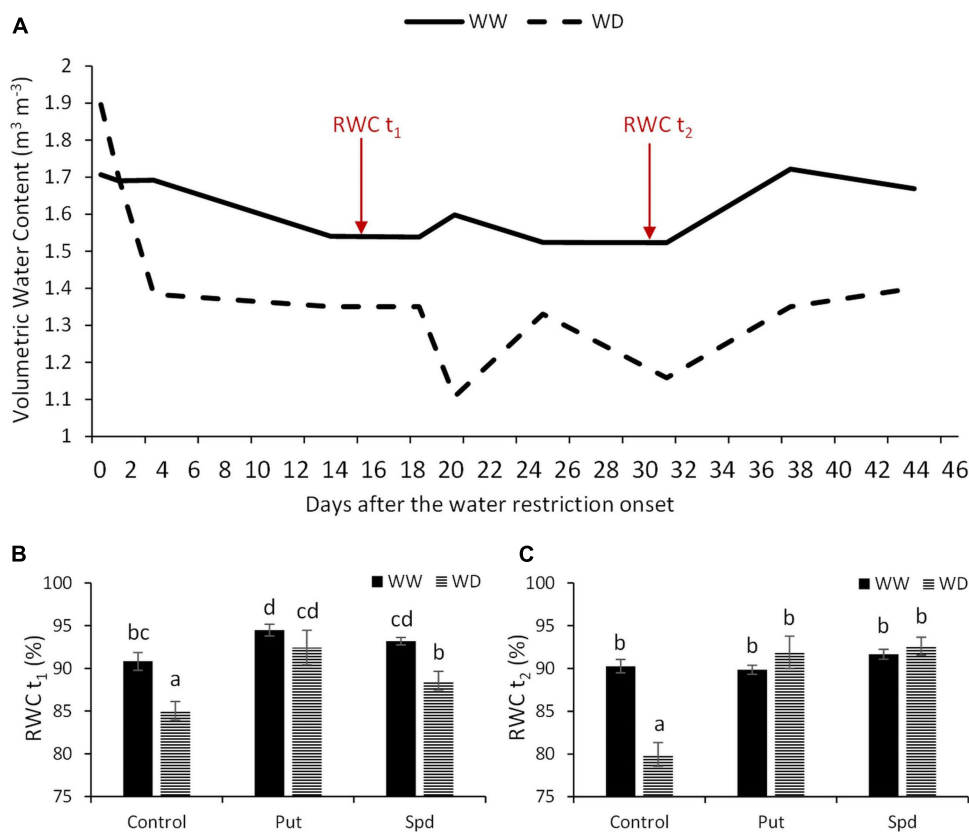 A
WW WD
Volumetric Water Content (m³ m⁻³)
2
1.9
1.8
1.7
1.6
1.5
1.4
1.3
1.2
1.1
1
RWC t₁
RWC t₂
0 2 4 6 8 10 12 14 16 18 20 22 24 26 28 30 32 34 36 38 40 42 44 46
Days after the water restriction onset
B
WW WD
RWC t₁ (%)
100
95
90
85
80
75
bc a d cd cd b
Control Put Spd
C
WW WD
RWC t₂ (%)
100
95
90
85
80
75
b a b b b b
Control Put Spd